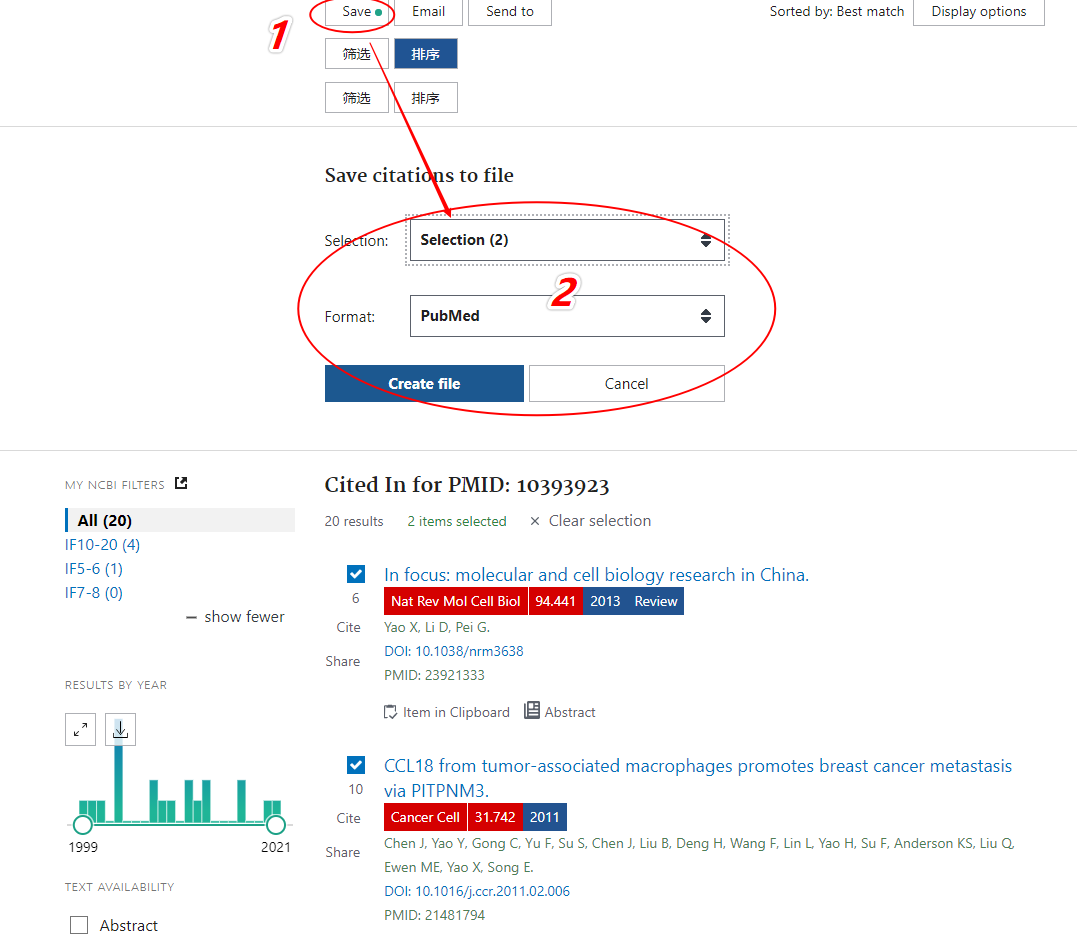 1
Save Email Send to Sorted by: Best match Display options
筛选 排序
筛选 排序
Save citations to file
Selection: Selection (2)
2
Format: PubMed
Create file Cancel
MY NCBI FILTERS
All (20)
IF10-20 (4)
IF5-6 (1)
IF7-8 (0)
show fewer
RESULTS BY YEAR
1999 2021
TEXT AVAILABILITY
Abstract
Cited In for PMID: 10393923
20 results 2 items selected × Clear selection
In focus: molecular and cell biology research in China.
6
Nat Rev Mol Cell Biol 94.441 2013 Review
Cite
Yao X, Li D, Pei G.
DOI: 10.1038/nrm3638
Share
PMID: 23921333
Item in Clipboard Abstract
CCL18 from tumor-associated macrophages promotes breast cancer metastasis
10
via PITPNM3.
Cite
Cancer Cell 31.742 2011
Share
Chen J, Yao Y, Gong C, Yu F, Su S, Chen J, Liu B, Deng H, Wang F, Lin L, Yao H, Su F, Anderson KS, Liu Q,
Ewen ME, Yao X, Song E.
DOI: 10.1016/j.ccr.2011.02.006
PMID: 21481794